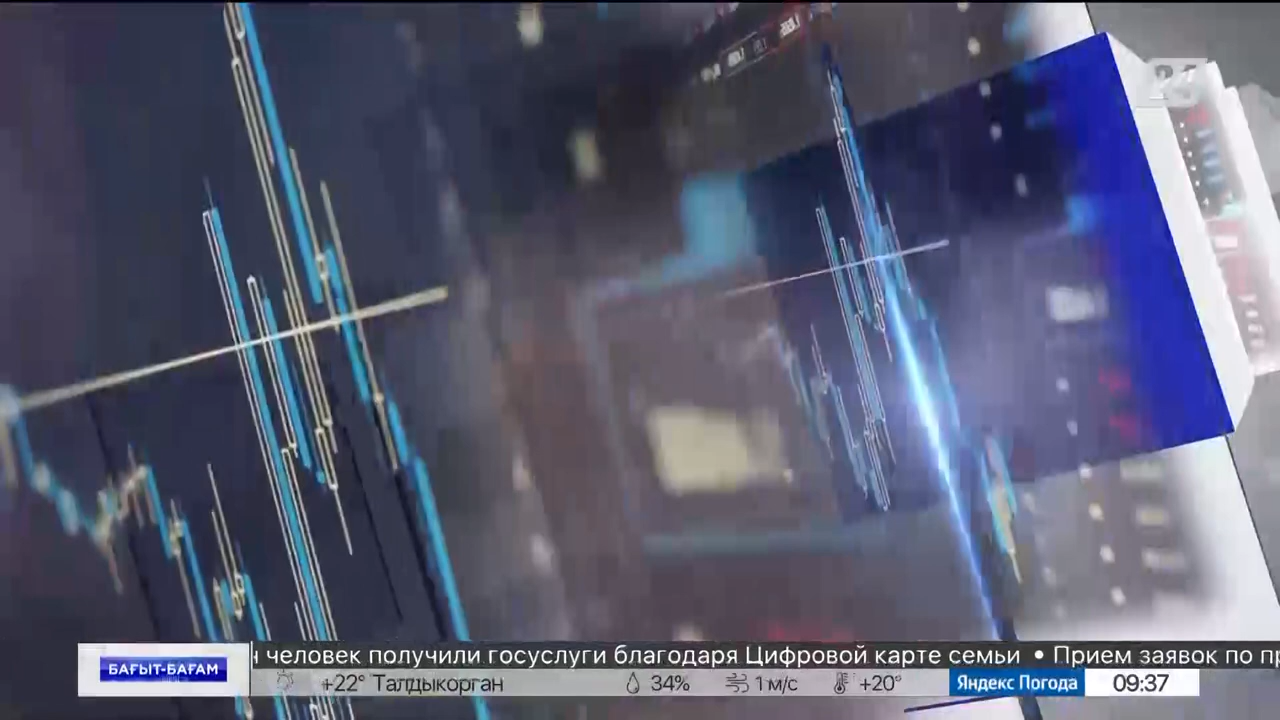 24
н человек получили госуслуги благодаря Цифровой карте семьи • Прием заявок по пр
БАҒЫТ-БАҒАМ
+22° Талдыкорган 34% 1 м/с +20° Яндекс Погода 09:37